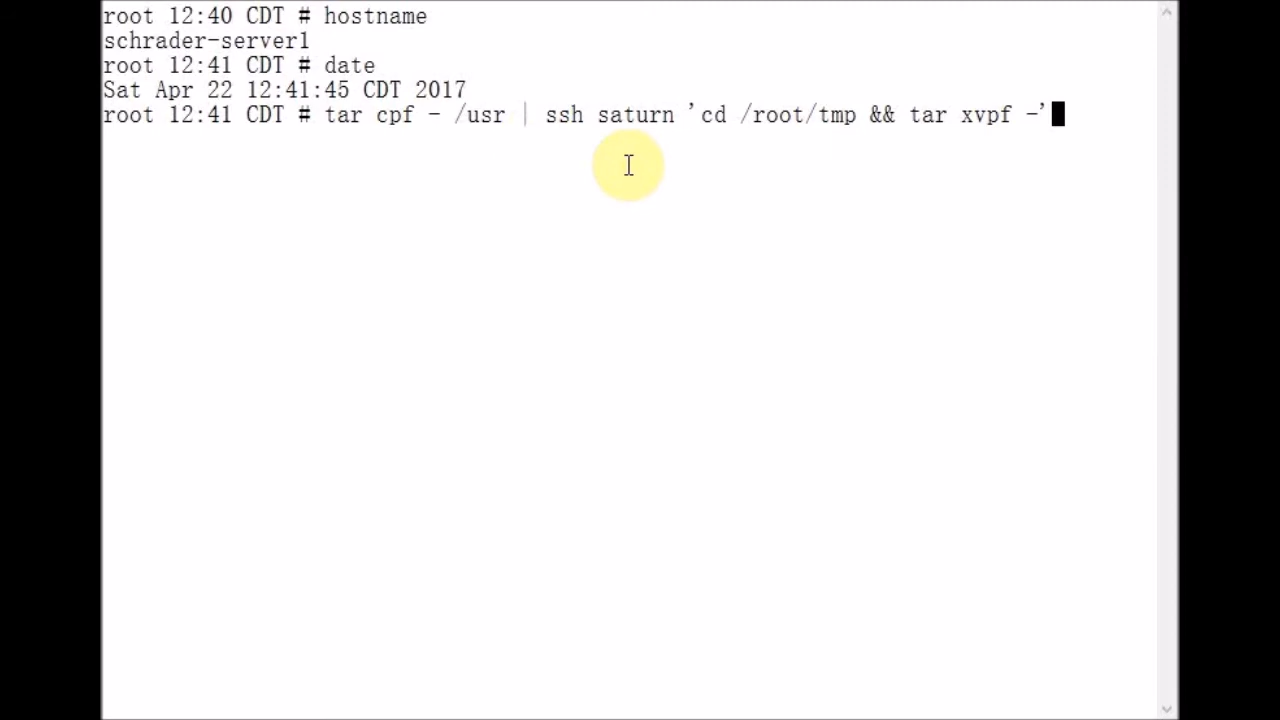 root 12:40 CDT # hostname
schrader-server1
root 12:41 CDT # date
Sat Apr 22 12:41:45 CDT 2017
root 12:41 CDT # tar cpf - /usr | ssh saturn 'cd /root/tmp && tar xvpf -'